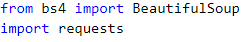 from bs4 import BeautifulSoup
import requests